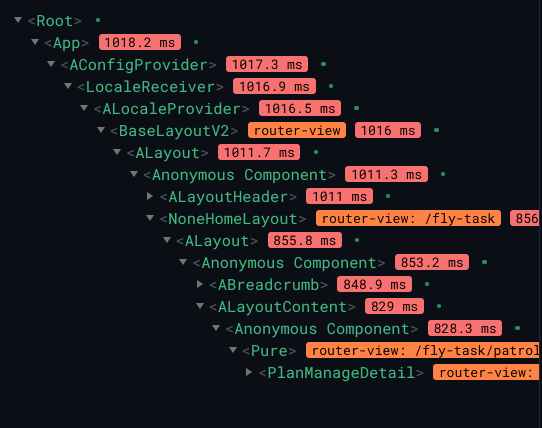 <Root>
<App> 1018.2 ms
<AConfigProvider> 1017.3 ms
<LocaleReceiver> 1016.9 ms
<ALocaleProvider> 1016.5 ms
<BaseLayoutV2> router-view 1016 ms
<ALayout> 1011.7 ms
<Anonymous Component> 1011.3 ms
<ALayoutHeader> 1011 ms
<NoneHomeLayout> router-view: /fly-task 856
<ALayout> 855.8 ms
<Anonymous Component> 853.2 ms
<ABreadcrumb> 848.9 ms
<ALayoutContent> 829 ms
<Anonymous Component> 828.3 ms
<Pure> router-view: /fly-task/patrol
<PlanManageDetail> router-view: